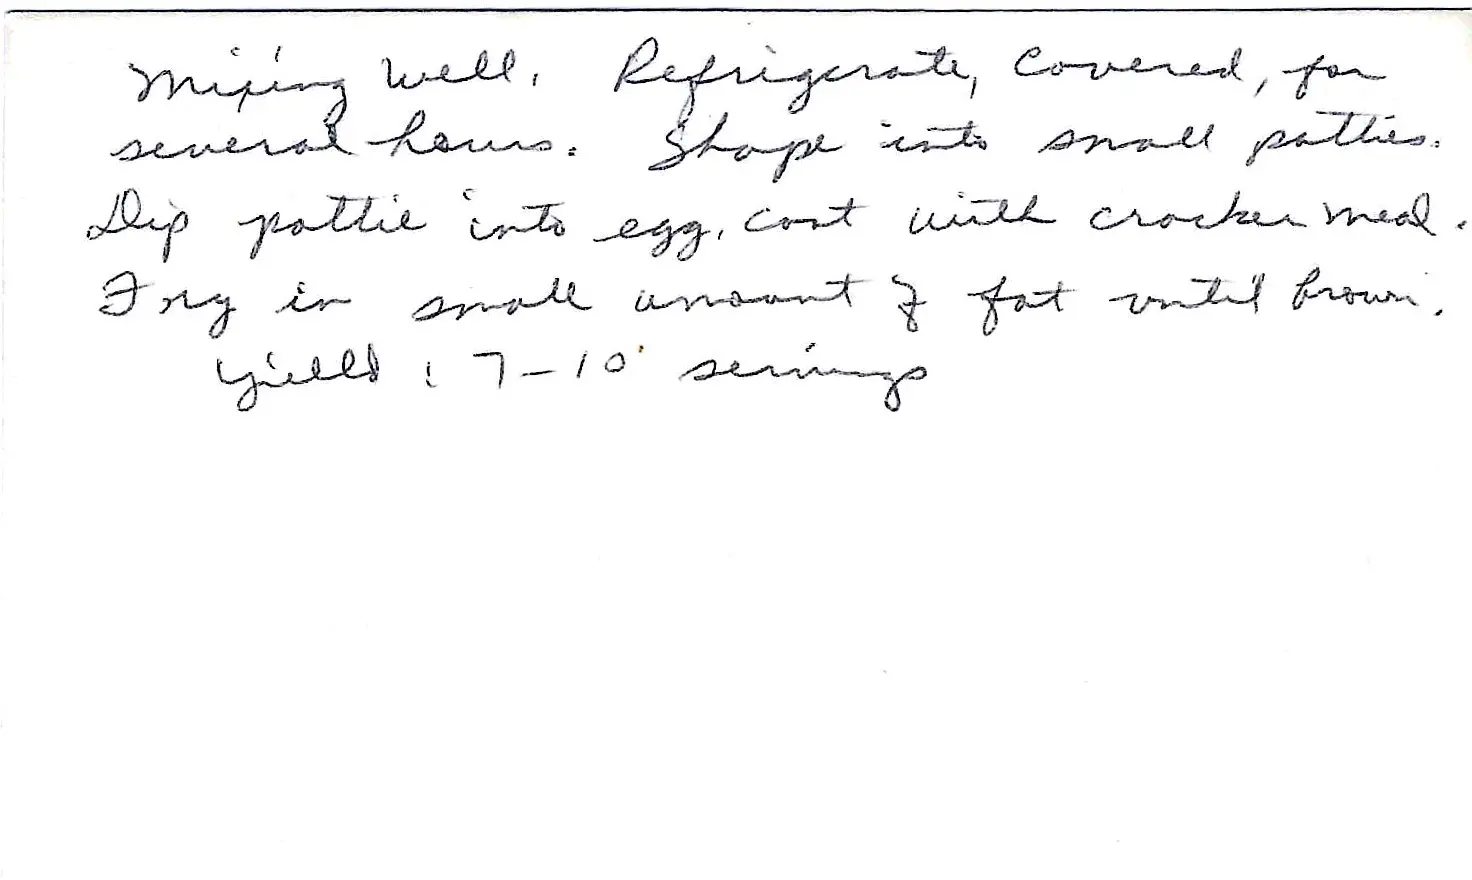 Mixing well. Refrigerate, covered, for
several hours. Shape into small patties.
Dip pattie into egg, coat with cracker meal.
Fry in small amount of fat until brown.
Yield: 7-10 servings